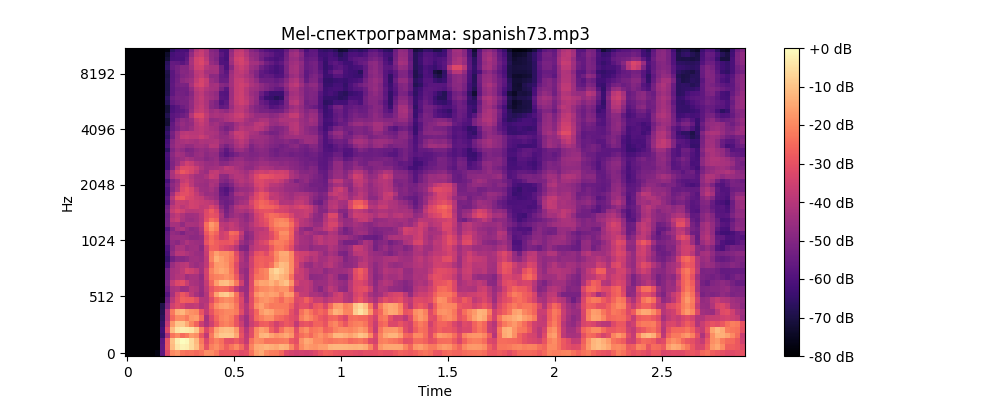 Mel-спектрограмма: spanish73.mp3
+0 dB
8192
-10 dB
4096
-20 dB
-30 dB
2048
-40 dB
Hz
1024
-50 dB
512
-60 dB
-70 dB
0
-80 dB
0
0.5
1
1.5
2
2.5
Time